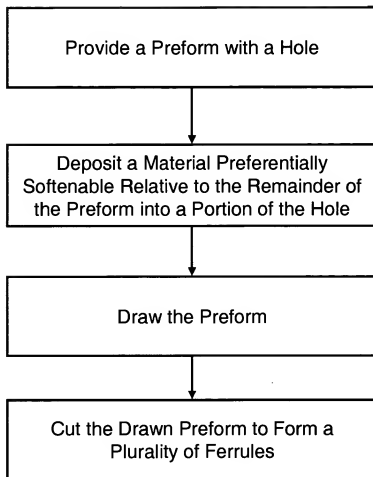 Provide a Preform with a Hole
Deposit a Material Preferentially
Softenable Relative to the Remainder of
the Preform into a Portion of the Hole
Draw the Preform
Cut the Drawn Preform to Form a
Plurality of Ferrules